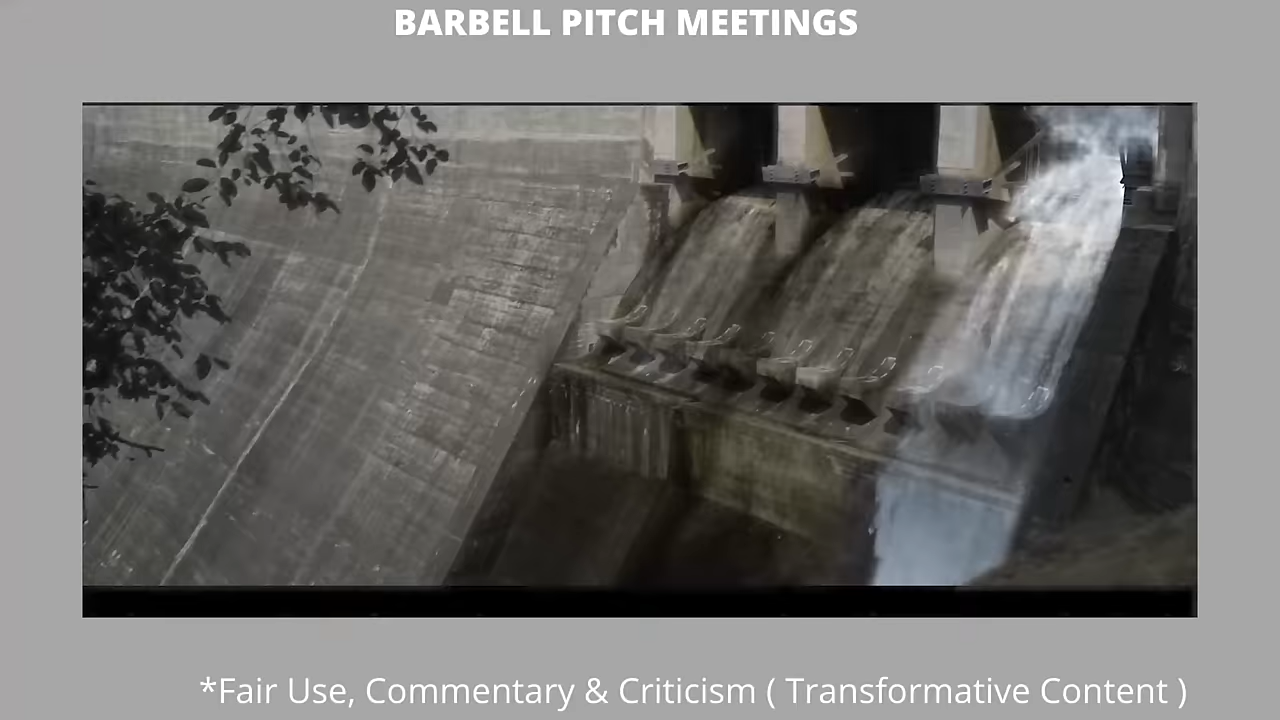 BARBELL PITCH MEETINGS
*Fair Use, Commentary & Criticism ( Transformative Content )